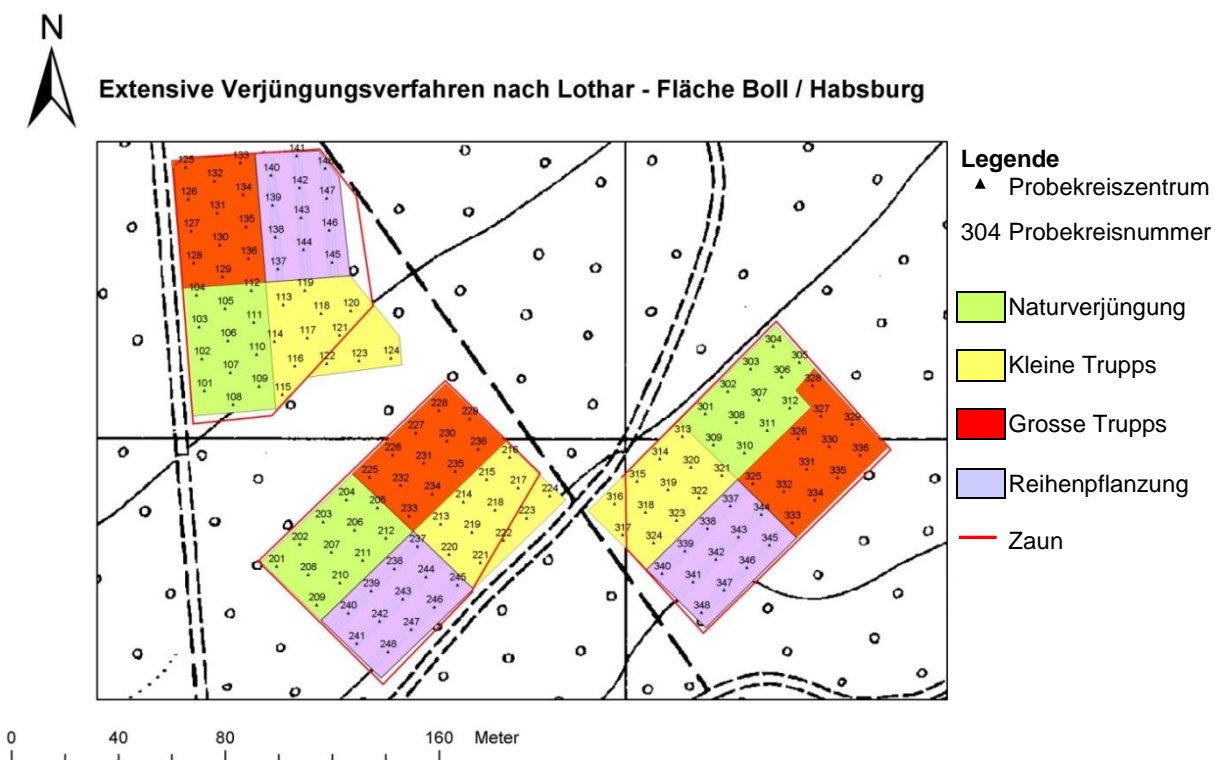 N
Extensive Verjüngungsverfahren nach Lothar - Fläche Boll / Habsburg
Legende
Probekreiszentrum
304 Probekreisnummer
Naturverjüngung
Kleine Trupps
Grosse Trupps
Reihenpflanzung
Zaun
125 132 133 126 134 131 127 135 130 128 136 129
141 140 142 147 139 143 138 146 144 145 137
104 105 112 103 111 106 102 110 107 101 109 108
119 113 118 120 114 117 121 116 122 123 124 115
228 229 227 230 226 236 231 225 235 232 234 233
216 215 217 214 224 218 213 223 219 222 220 221
204 205 203 206 202 212 207 201 211 208 210 209
237 238 244 239 245 243 240 246 242 247 241 248
304 303 305 306 302 307 301 312 308 311 309 310
328 327 329 326 330 336 331 335 325 332 334 333
313 314 320 315 321 319 316 322 318 323 317 324
337 344 338 343 339 345 342 340 346 341 347 348
0 40 80 160 Meter